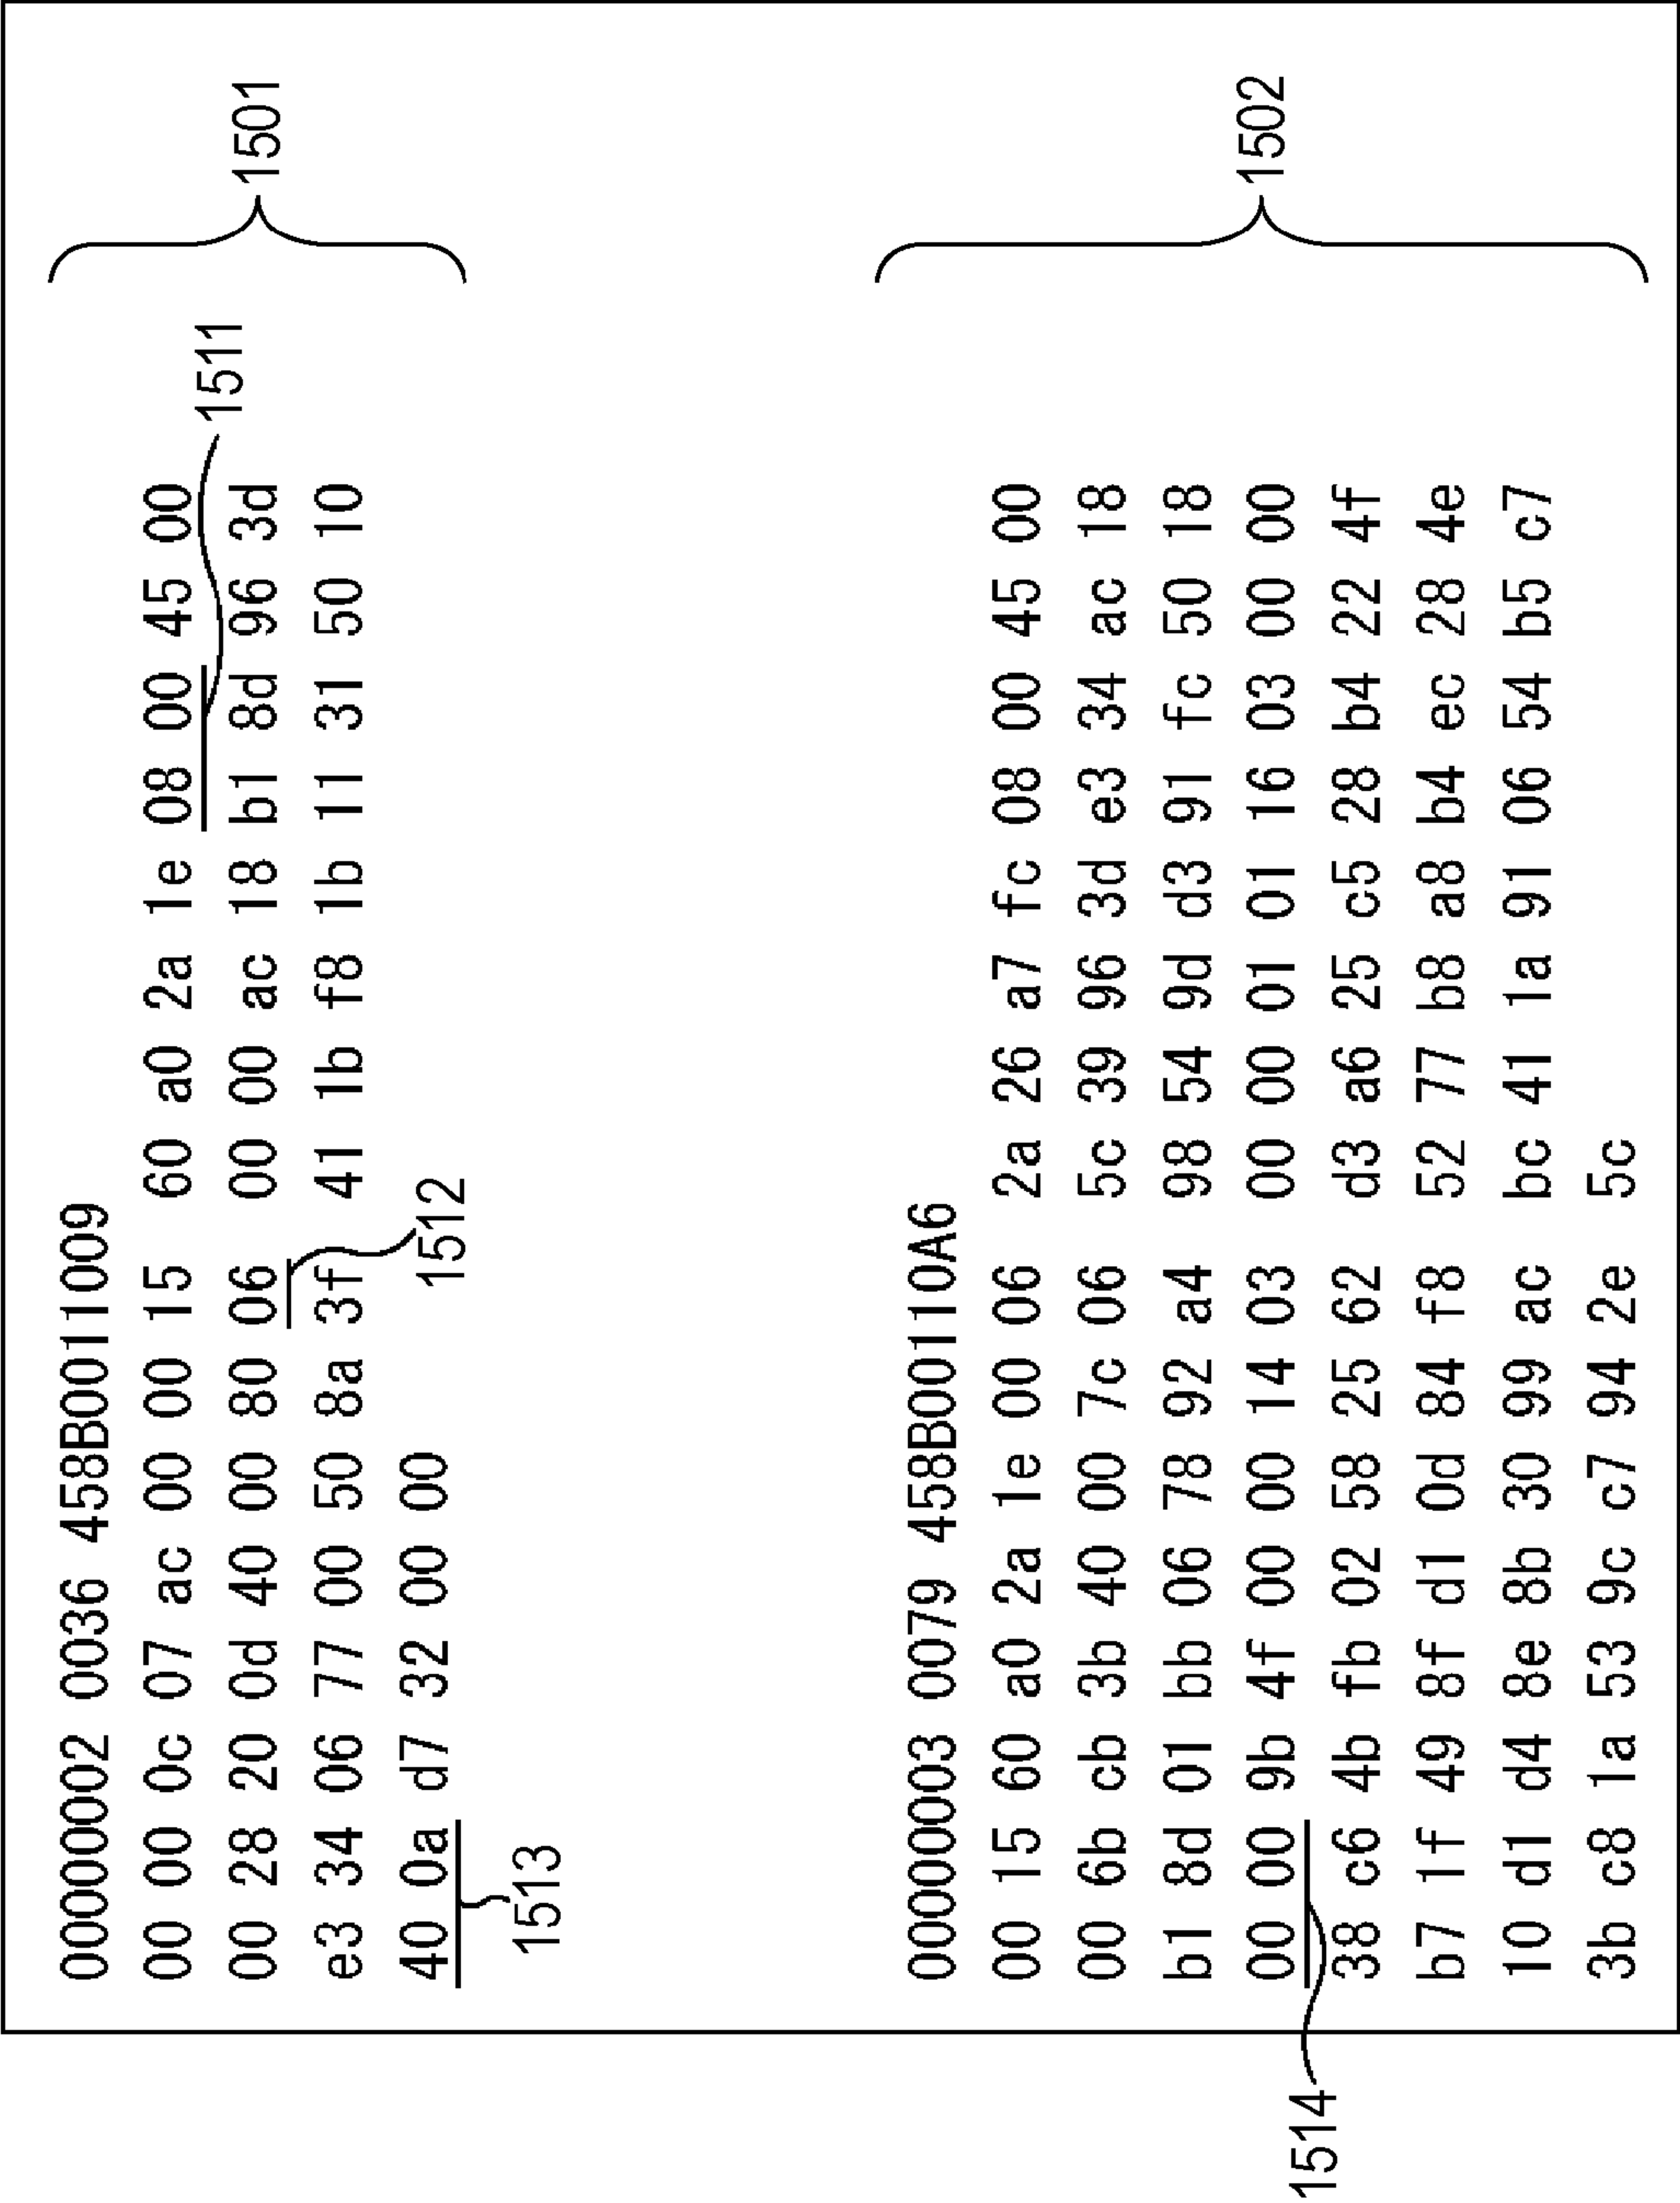 00000002 0036 458B0011009
00 00 0c 07 ac 00 00 15 60 a0 2a 1e 08 00 45 00
1511
1501
00 28 20 0d 40 00 80 06 00 00 ac 18 b1 8d 96 3d
e3 34 06 77 00 50 8a 3f 41 1b f8 1b 11 31 50 10
1512
40 0a d7 32 00 00
1513
00000003 0079 458B00110A6
00 15 60 a0 2a 1e 00 06 2a 26 a7 fc 08 00 45 00
00 6b cb 3b 40 00 7c 06 5c 39 96 3d e3 34 ac 18
b1 8d 01 bb 06 78 92 a4 98 54 9d d3 91 fc 50 18
1502
00 00 9b 4f 00 00 14 03 00 00 01 01 16 03 00 00
1514
38 c6 4b fb 02 58 25 62 d3 a6 25 c5 28 b4 22 4f
b7 1f 49 8f d1 0d 84 f8 52 77 b8 a8 b4 ec 28 4e
10 d1 d4 8e 8b 30 99 ac bc 41 1a 91 06 54 b5 c7
3b c8 1a 53 9c c7 94 2e 5c